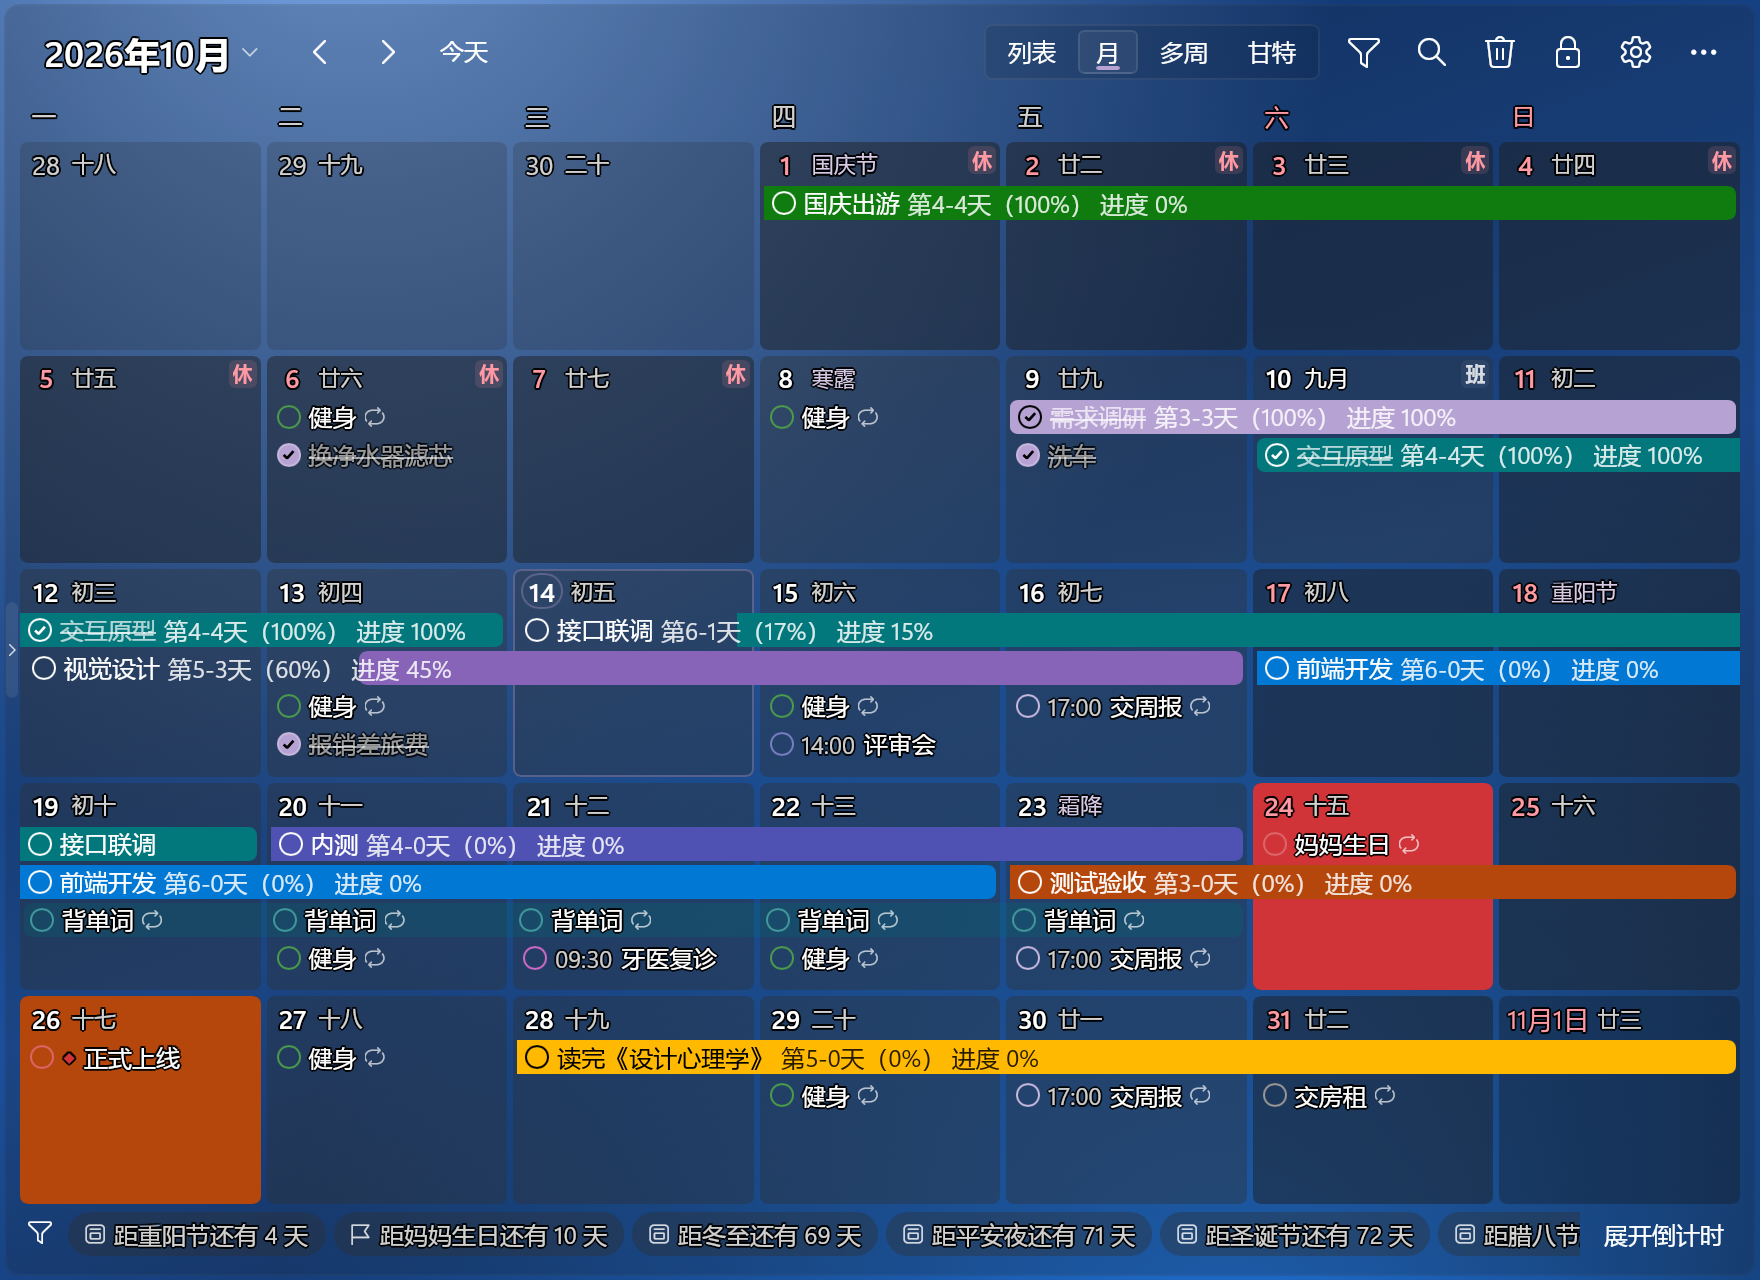 2026年10月 今天 列表 月 多周 甘特
一 二 三 四 五 六 日
28 十八 29 十九 30 二十 1 国庆节 休 2 廿二 休 3 廿三 休 4 廿四 休
国庆出游 第4-4天（100%） 进度 0%
5 廿五 休 6 廿六 休 7 廿七 休 8 寒露 9 廿九 10 九月 班 11 初二
健身 健身 需求调研 第3-3天（100%） 进度 100%
换净水器滤芯 洗车 交互原型 第4-4天（100%） 进度 100%
12 初三 13 初四 14 初五 15 初六 16 初七 17 初八 18 重阳节
交互原型 第4-4天（100%） 进度 100% 接口联调 第6-1天（17%） 进度 15%
视觉设计 第5-3天（60%） 进度 45% 前端开发 第6-0天（0%） 进度 0%
健身 健身 17:00 交周报
报销差旅费 14:00 评审会
19 初十 20 十一 21 十二 22 十三 23 霜降 24 十五 25 十六
接口联调 内测 第4-0天（0%） 进度 0% 妈妈生日
前端开发 第6-0天（0%） 进度 0% 测试验收 第3-0天（0%） 进度 0%
背单词 背单词 背单词 背单词 背单词
健身 09:30 牙医复诊 健身 17:00 交周报
26 十七 27 十八 28 十九 29 二十 30 廿一 31 廿二 11月1日 廿三
正式上线 健身 读完《设计心理学》 第5-0天（0%） 进度 0%
健身 17:00 交周报 交房租
距重阳节还有 4 天 距妈妈生日还有 10 天 距冬至还有 69 天 距平安夜还有 71 天 距圣诞节还有 72 天 距腊八节 展开倒计时